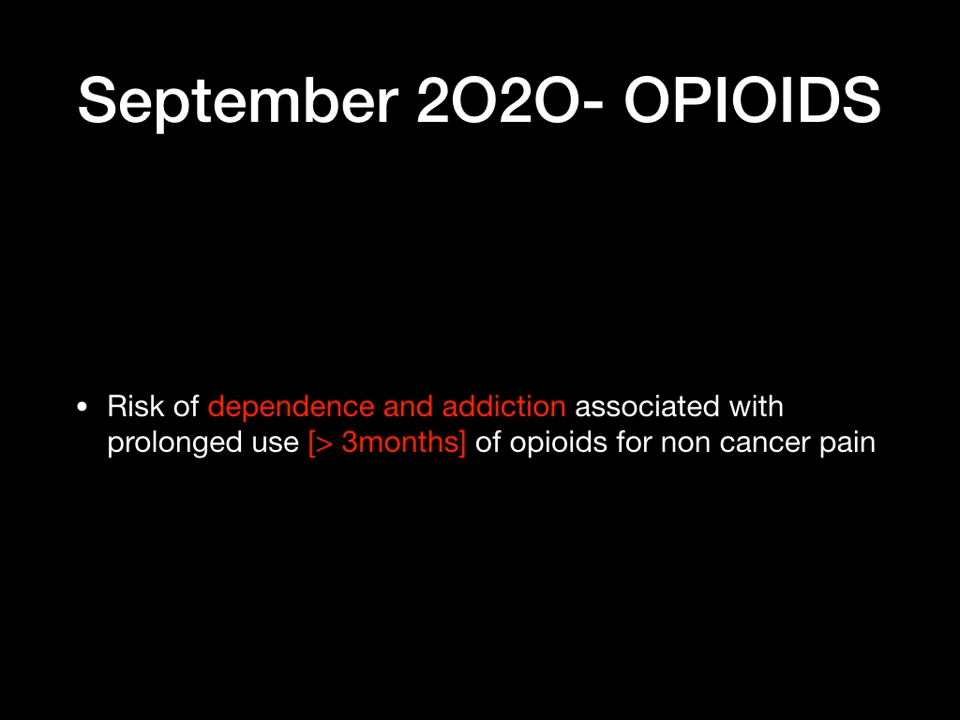 September 2O2O- OPIOIDS
• Risk of dependence and addiction associated with
prolonged use [> 3months] of opioids for non cancer pain